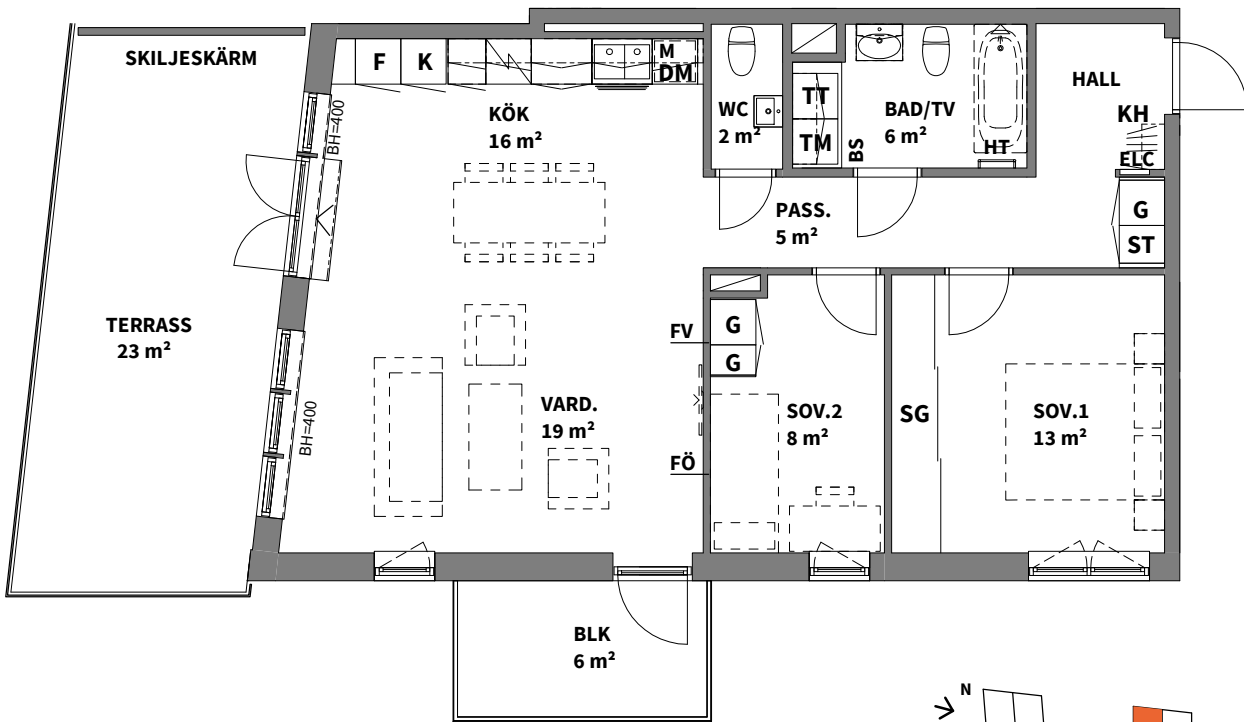 SKILJESKÄRM
F
K
M
DM
KÖK
16 m²
BH=400
WC
2 m²
TT
TM
BS
BAD/TV
6 m²
HT
HALL
KH
ELC
G
ST
PASS.
5 m²
TERRASS
23 m²
BH=400
FV
G
G
VARD.
19 m²
FÖ
SOV.2
8 m²
SG
SOV.1
13 m²
BLK
6 m²
N